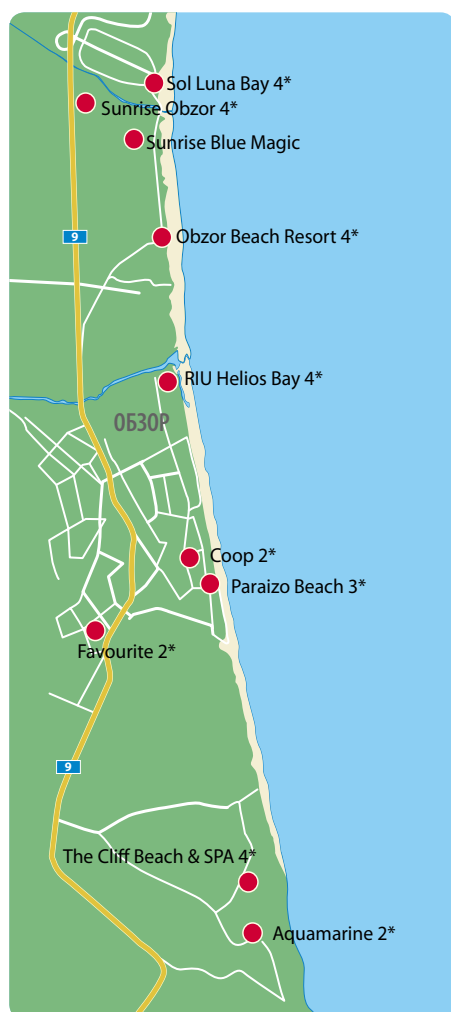 Sol Luna Bay 4*
Sunrise Obzor 4*
Sunrise Blue Magic
9
Obzor Beach Resort 4*
RIU Helios Bay 4*
ОБЗОР
Coop 2*
Paraizo Beach 3*
Favourite 2*
9
The Cliff Beach & SPA 4*
Aquamarine 2*